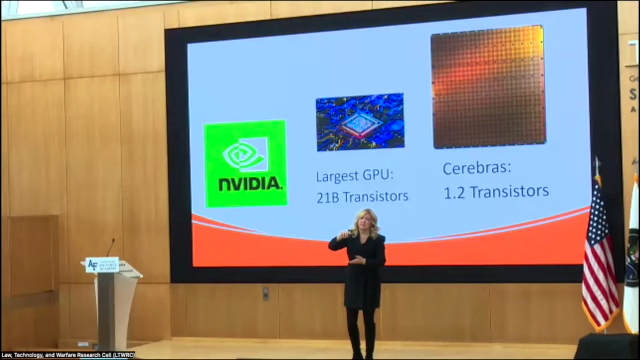 NVIDIA.
Largest GPU:
21B Transistors
Cerebras:
1.2 Transistors
Law, Technology, and Warfare Research Cell (LTWRC)